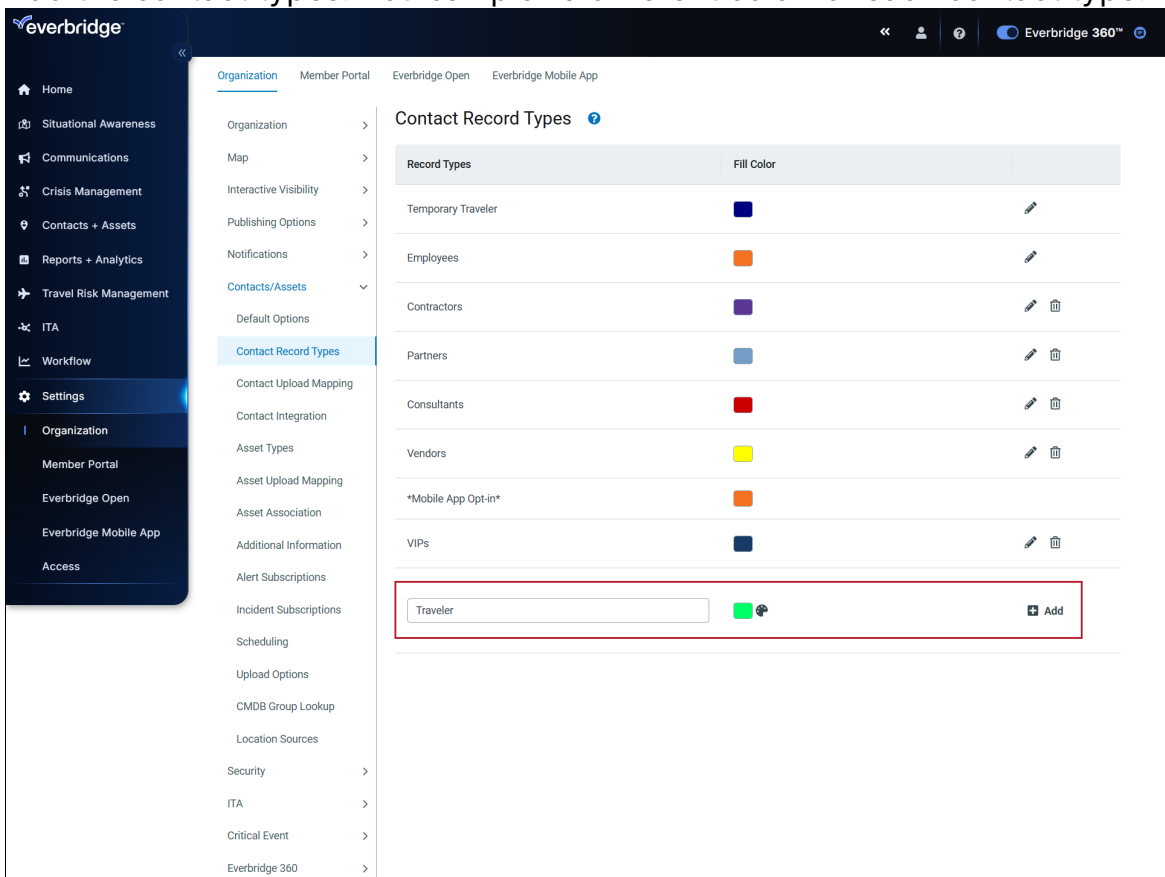 everbridge
Everbridge 360™
Home
Situational Awareness
Communications
Crisis Management
Contacts + Assets
Reports + Analytics
Travel Risk Management
ITA
Workflow
Settings
Organization
Member Portal
Everbridge Open
Everbridge Mobile App
Access
Organization Member Portal Everbridge Open Everbridge Mobile App
Organization
Map
Interactive Visibility
Publishing Options
Notifications
Contacts/Assets
Default Options
Contact Record Types
Contact Upload Mapping
Contact Integration
Asset Types
Asset Upload Mapping
Asset Association
Additional Information
Alert Subscriptions
Incident Subscriptions
Scheduling
Upload Options
CMDB Group Lookup
Location Sources
Security
ITA
Critical Event
Everbridge 360
Contact Record Types
Record Types Fill Color
Temporary Traveler
Employees
Contractors
Partners
Consultants
Vendors
*Mobile App Opt-in*
VIPs
Traveler Add